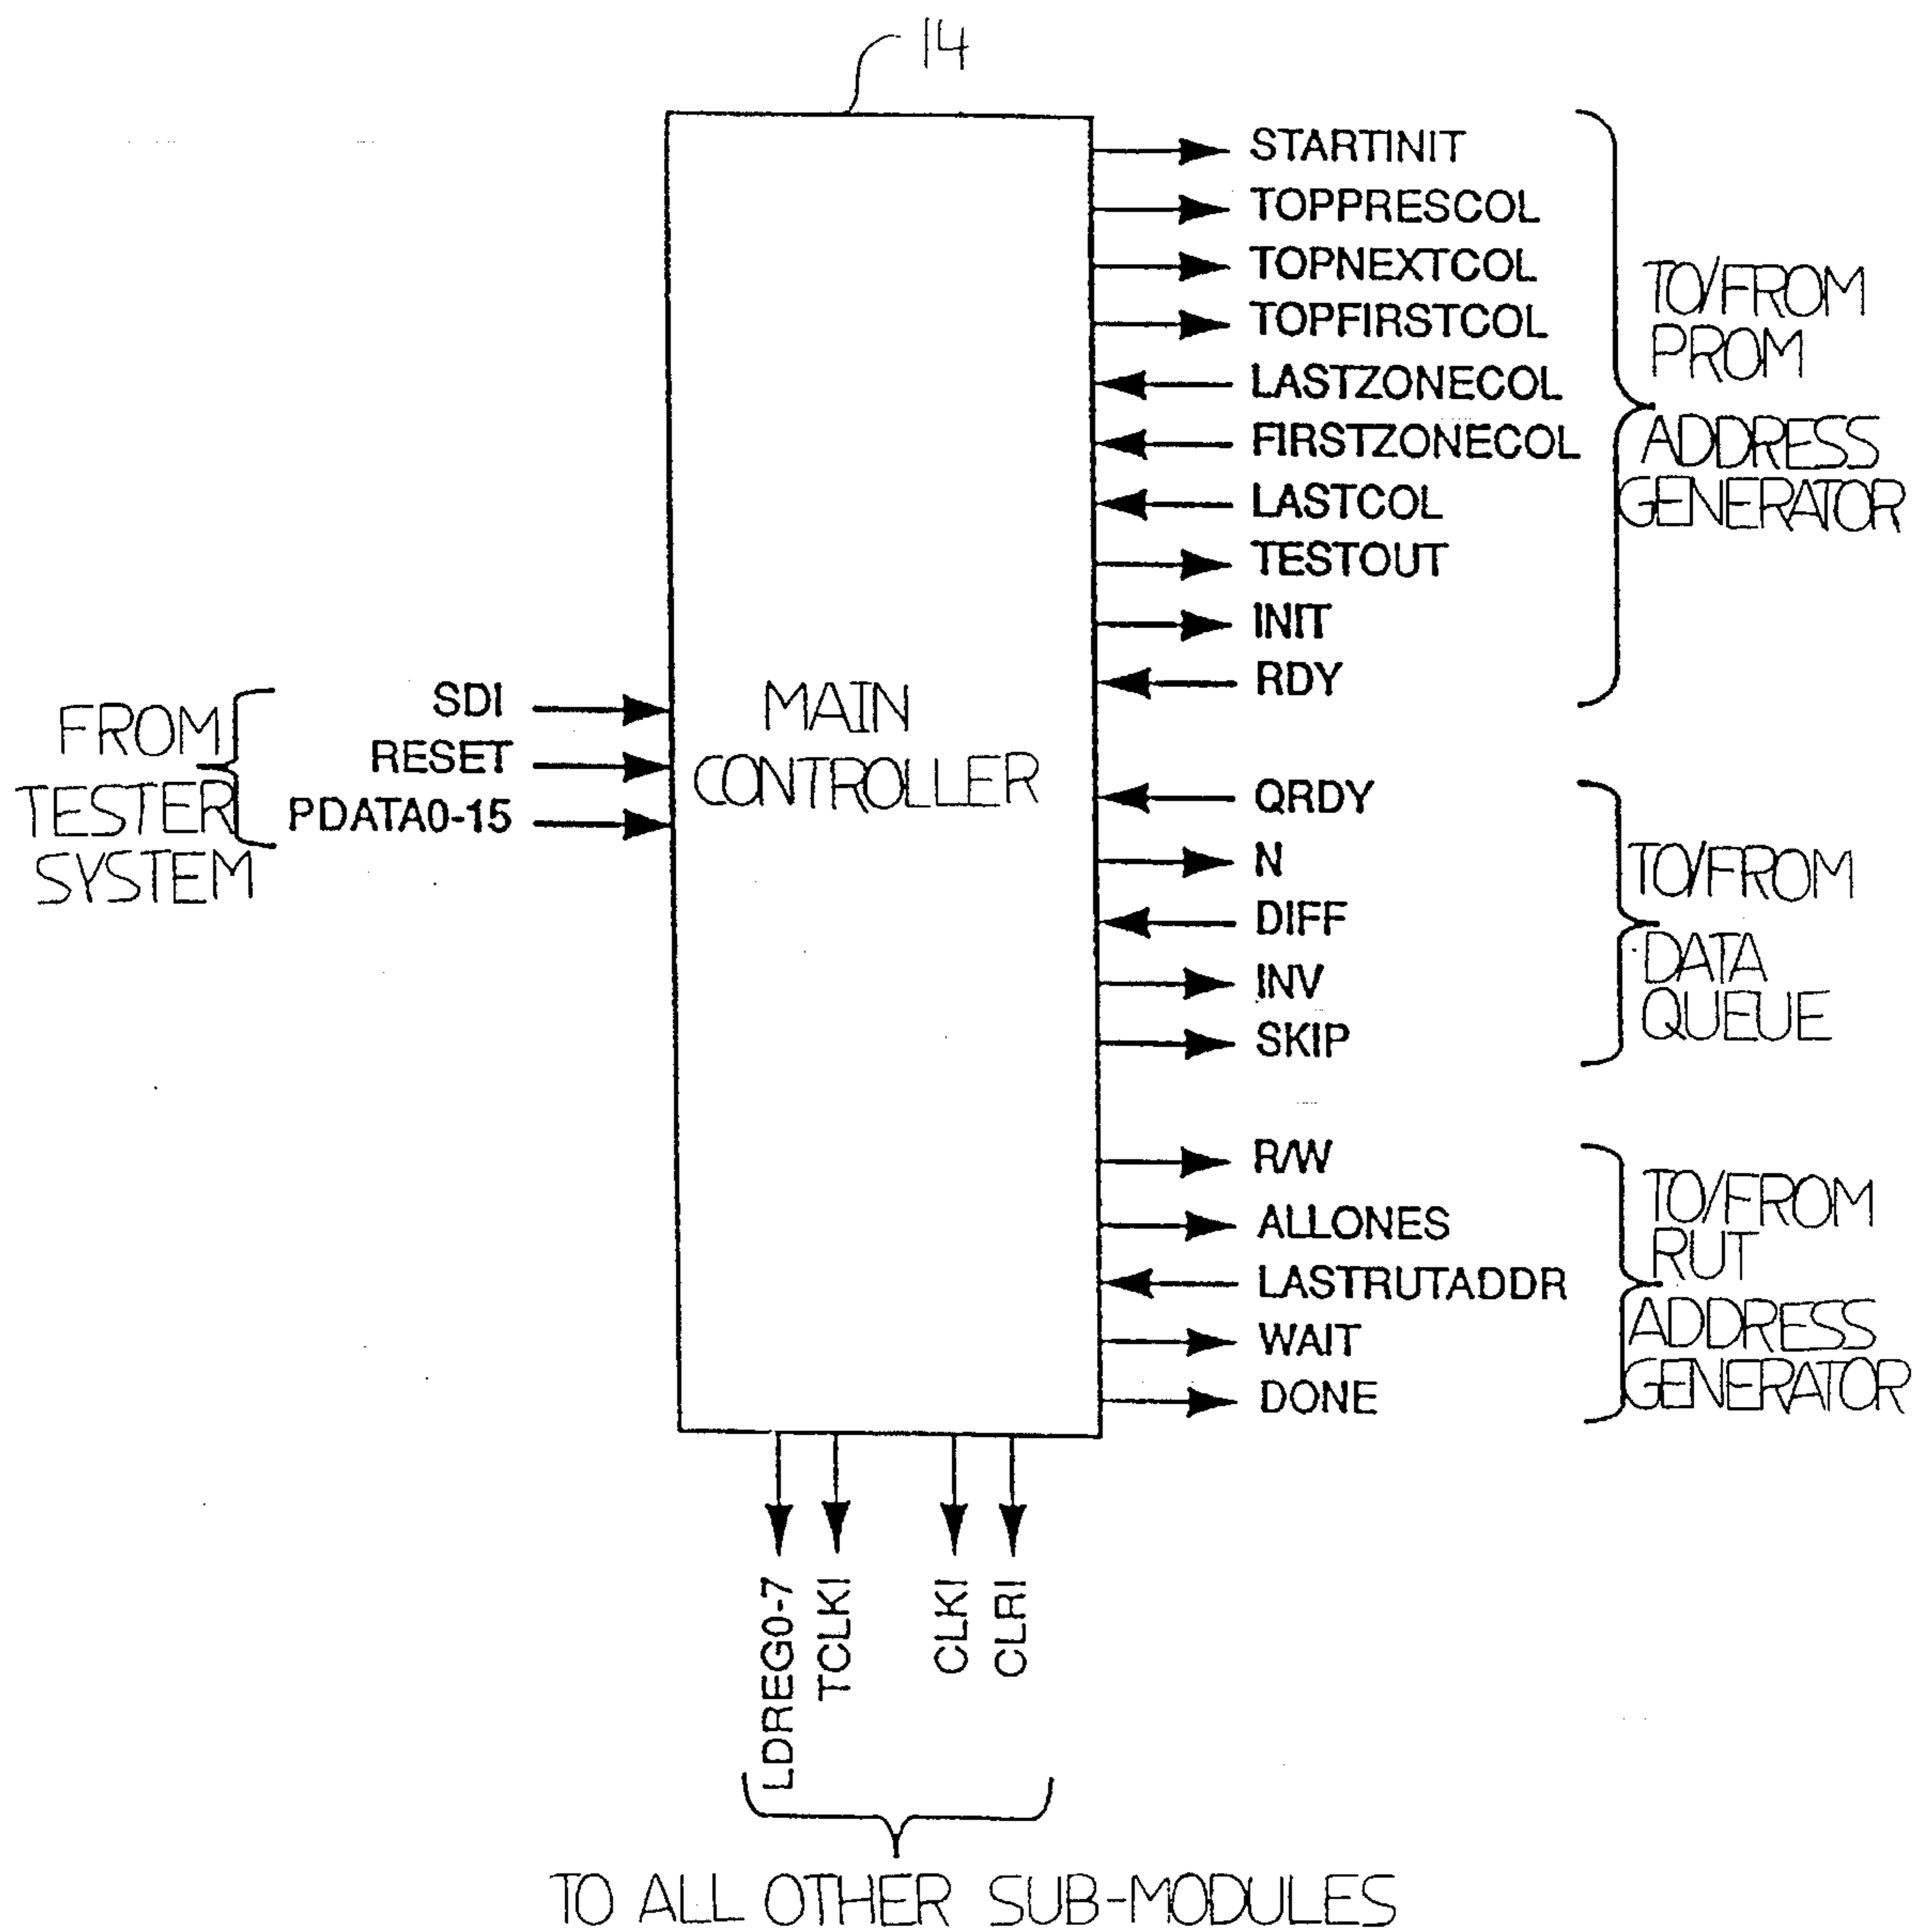 14
STARTINIT
TOPPRESCOL
TOPNEXTCOL
TOPFIRSTCOL
LASTZONECOL
FIRSTZONECOL
LASTCOL
TESTOUT
INIT
RDY
TO/FROM
PROM
ADDRESS
GENERATOR
FROM
TESTER
SYSTEM
SDI
RESET
PDATA0-15
MAIN
CONTROLLER
QRDY
N
DIFF
INV
SKIP
TO/FROM
DATA
QUEUE
R/W
ALLONES
LASTRUTADDR
WAIT
DONE
TO/FROM
RUT
ADDRESS
GENERATOR
LDREG0-7
TCLKI
CLKI
CLRI
TO ALL OTHER SUB-MODULES